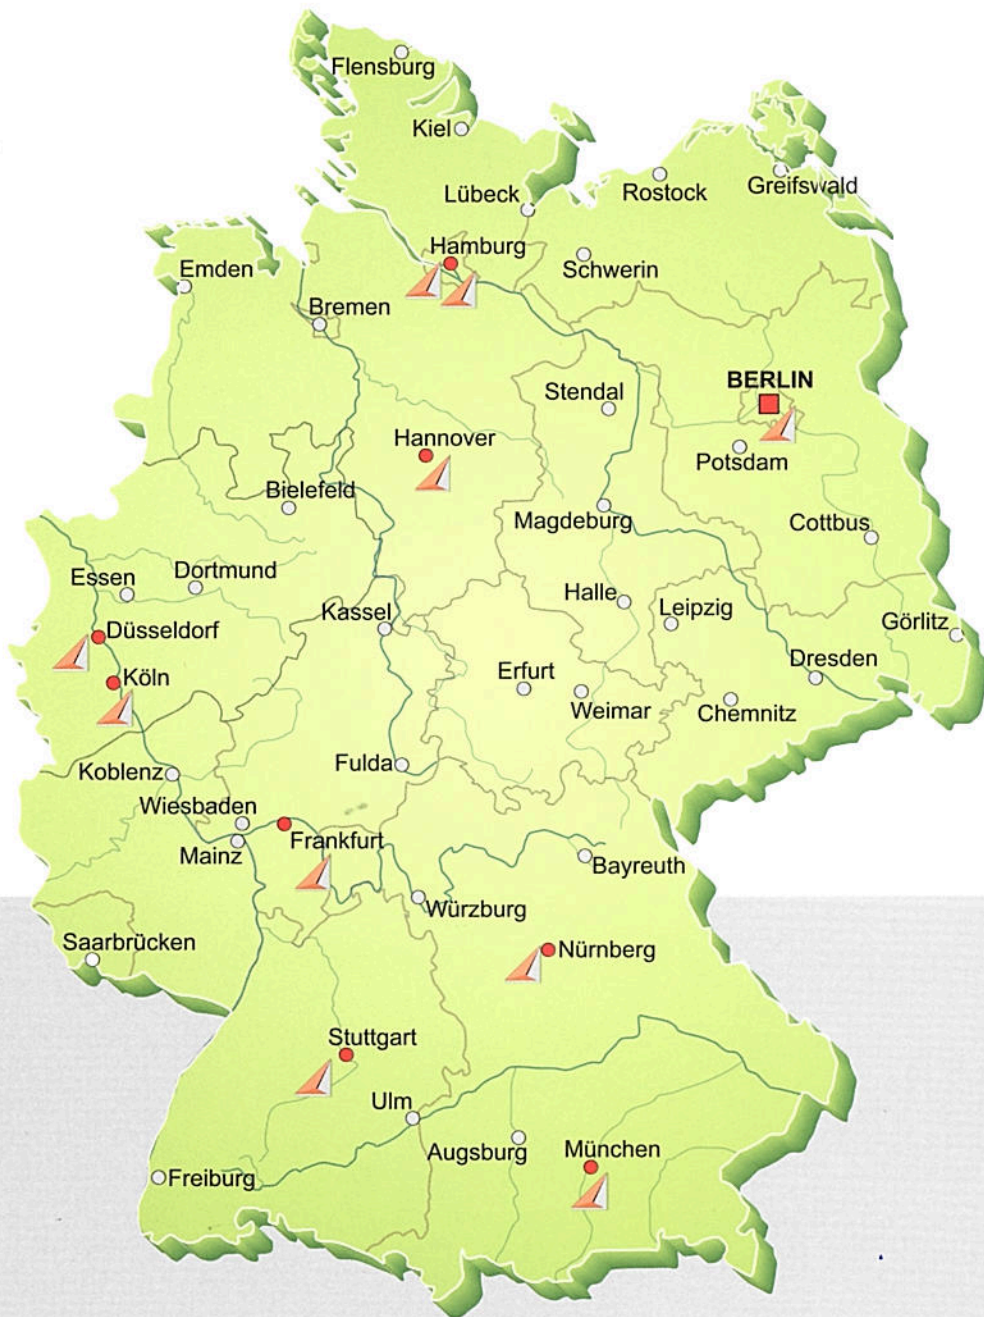 Flensburg
Kiel
Lübeck
Rostock
Greifswald
Hamburg
Schwerin
Emden
Bremen
Stendal
BERLIN
Hannover
Potsdam
Bielefeld
Magdeburg
Cottbus
Essen
Dortmund
Halle
Leipzig
Kassel
Görlitz
Düsseldorf
Dresden
Erfurt
Köln
Weimar
Chemnitz
Fulda
Koblenz
Wiesbaden
Frankfurt
Mainz
Bayreuth
Würzburg
Saarbrücken
Nürnberg
Stuttgart
Ulm
Augsburg
München
Freiburg